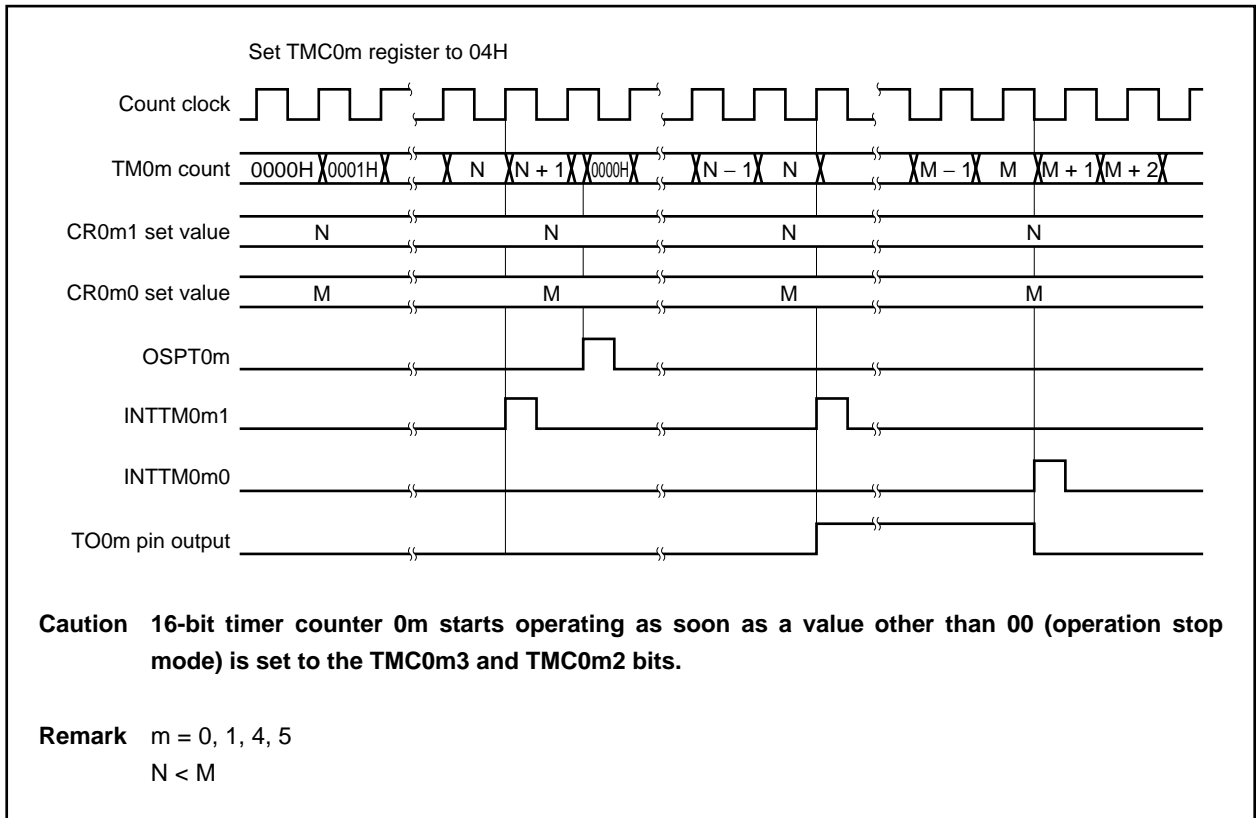 Set TMC0m register to 04H
Count clock
TM0m count 0000H 0001H N N + 1 0000H N − 1 N M − 1 M M + 1 M + 2
CR0m1 set value N N N N
CR0m0 set value M M M M
OSPT0m
INTTM0m1
INTTM0m0
TO0m pin output
Caution 16-bit timer counter 0m starts operating as soon as a value other than 00 (operation stop
mode) is set to the TMC0m3 and TMC0m2 bits.
Remark m = 0, 1, 4, 5
N < M